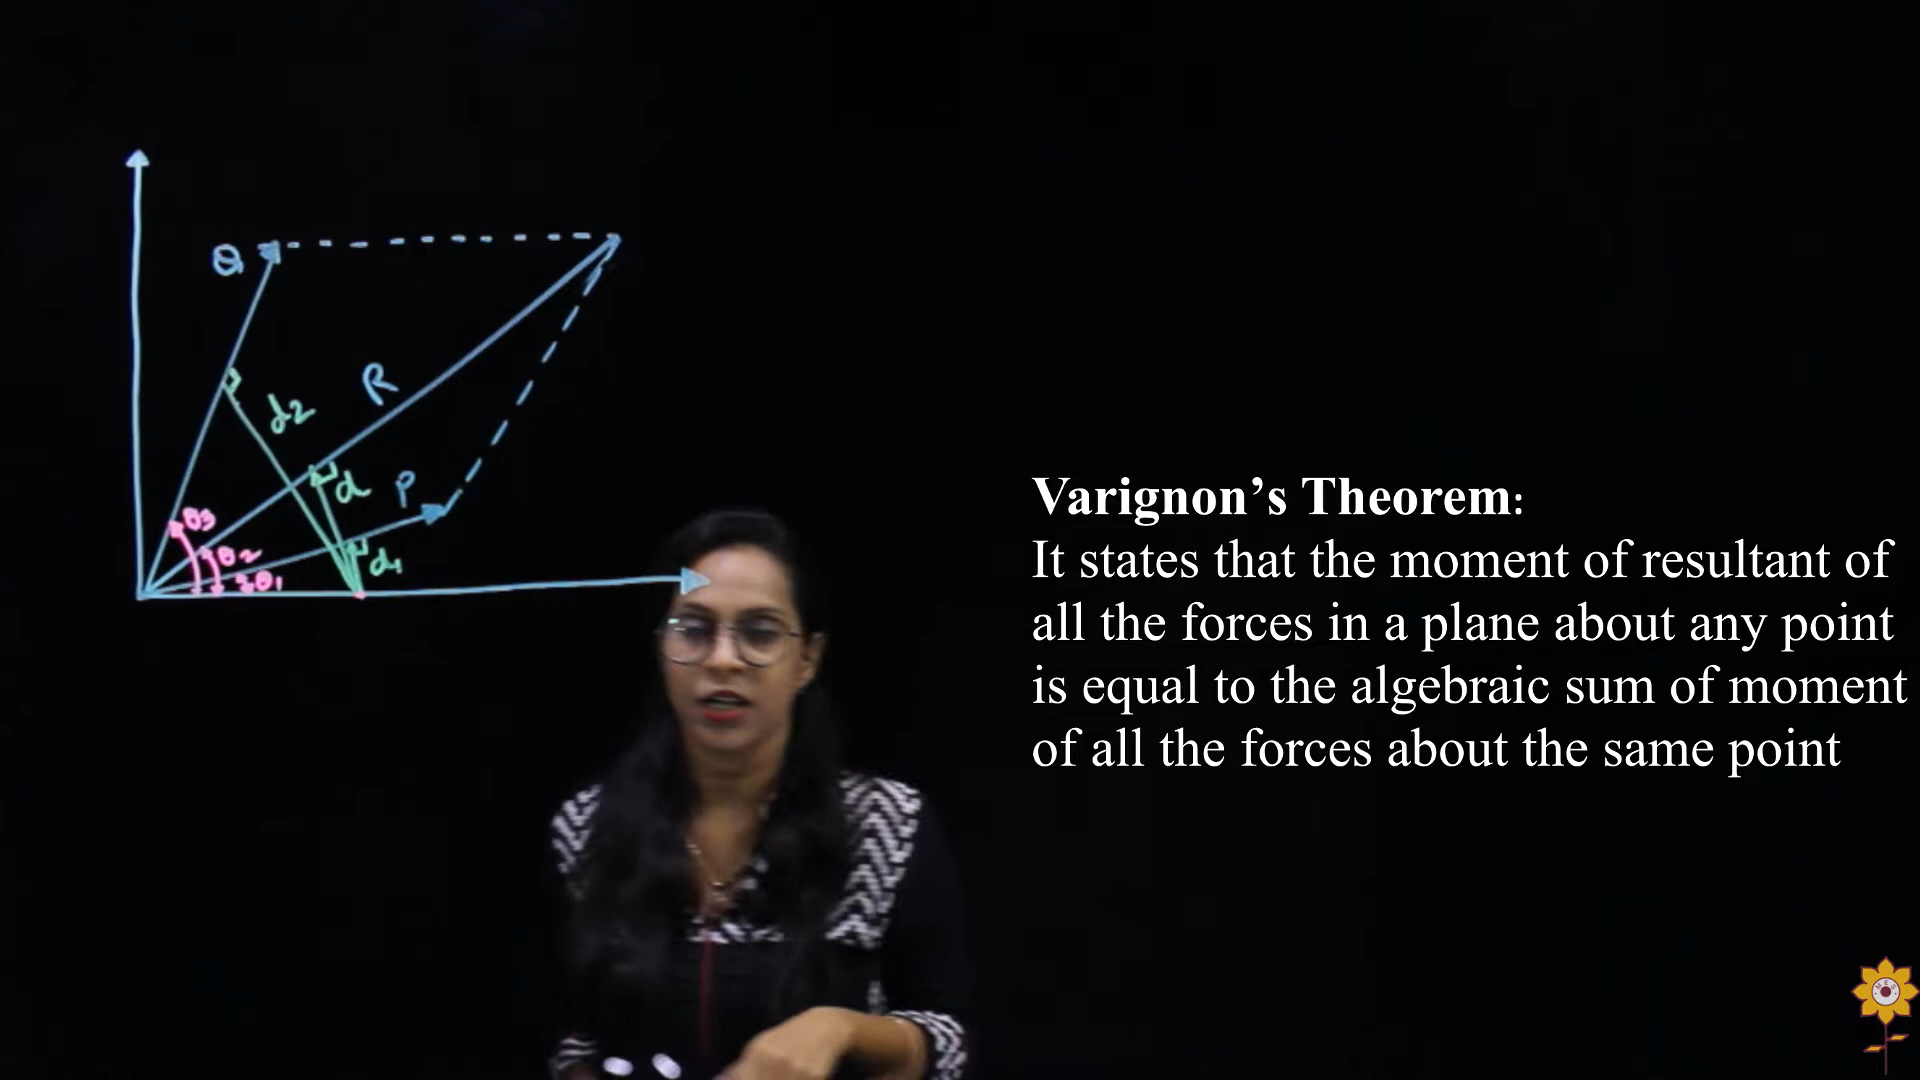 Q
R
d2
d
P
θ3
θ2
θ1
d1
Varignon’s Theorem:
It states that the moment of resultant of
all the forces in a plane about any point
is equal to the algebraic sum of moment
of all the forces about the same point
MES